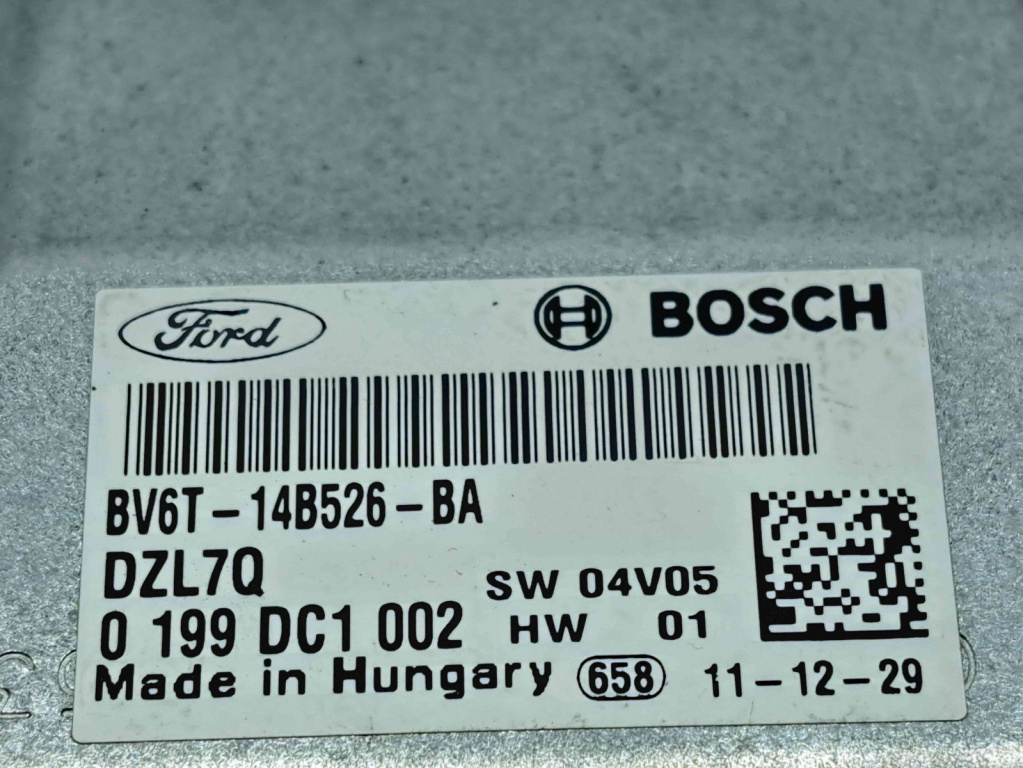 Ford BOSCH
BV6T-14B526-BA
DZL7Q
SW 04V05
0 199 DC1 002
HW 01
Made in Hungary 658 11-12-29